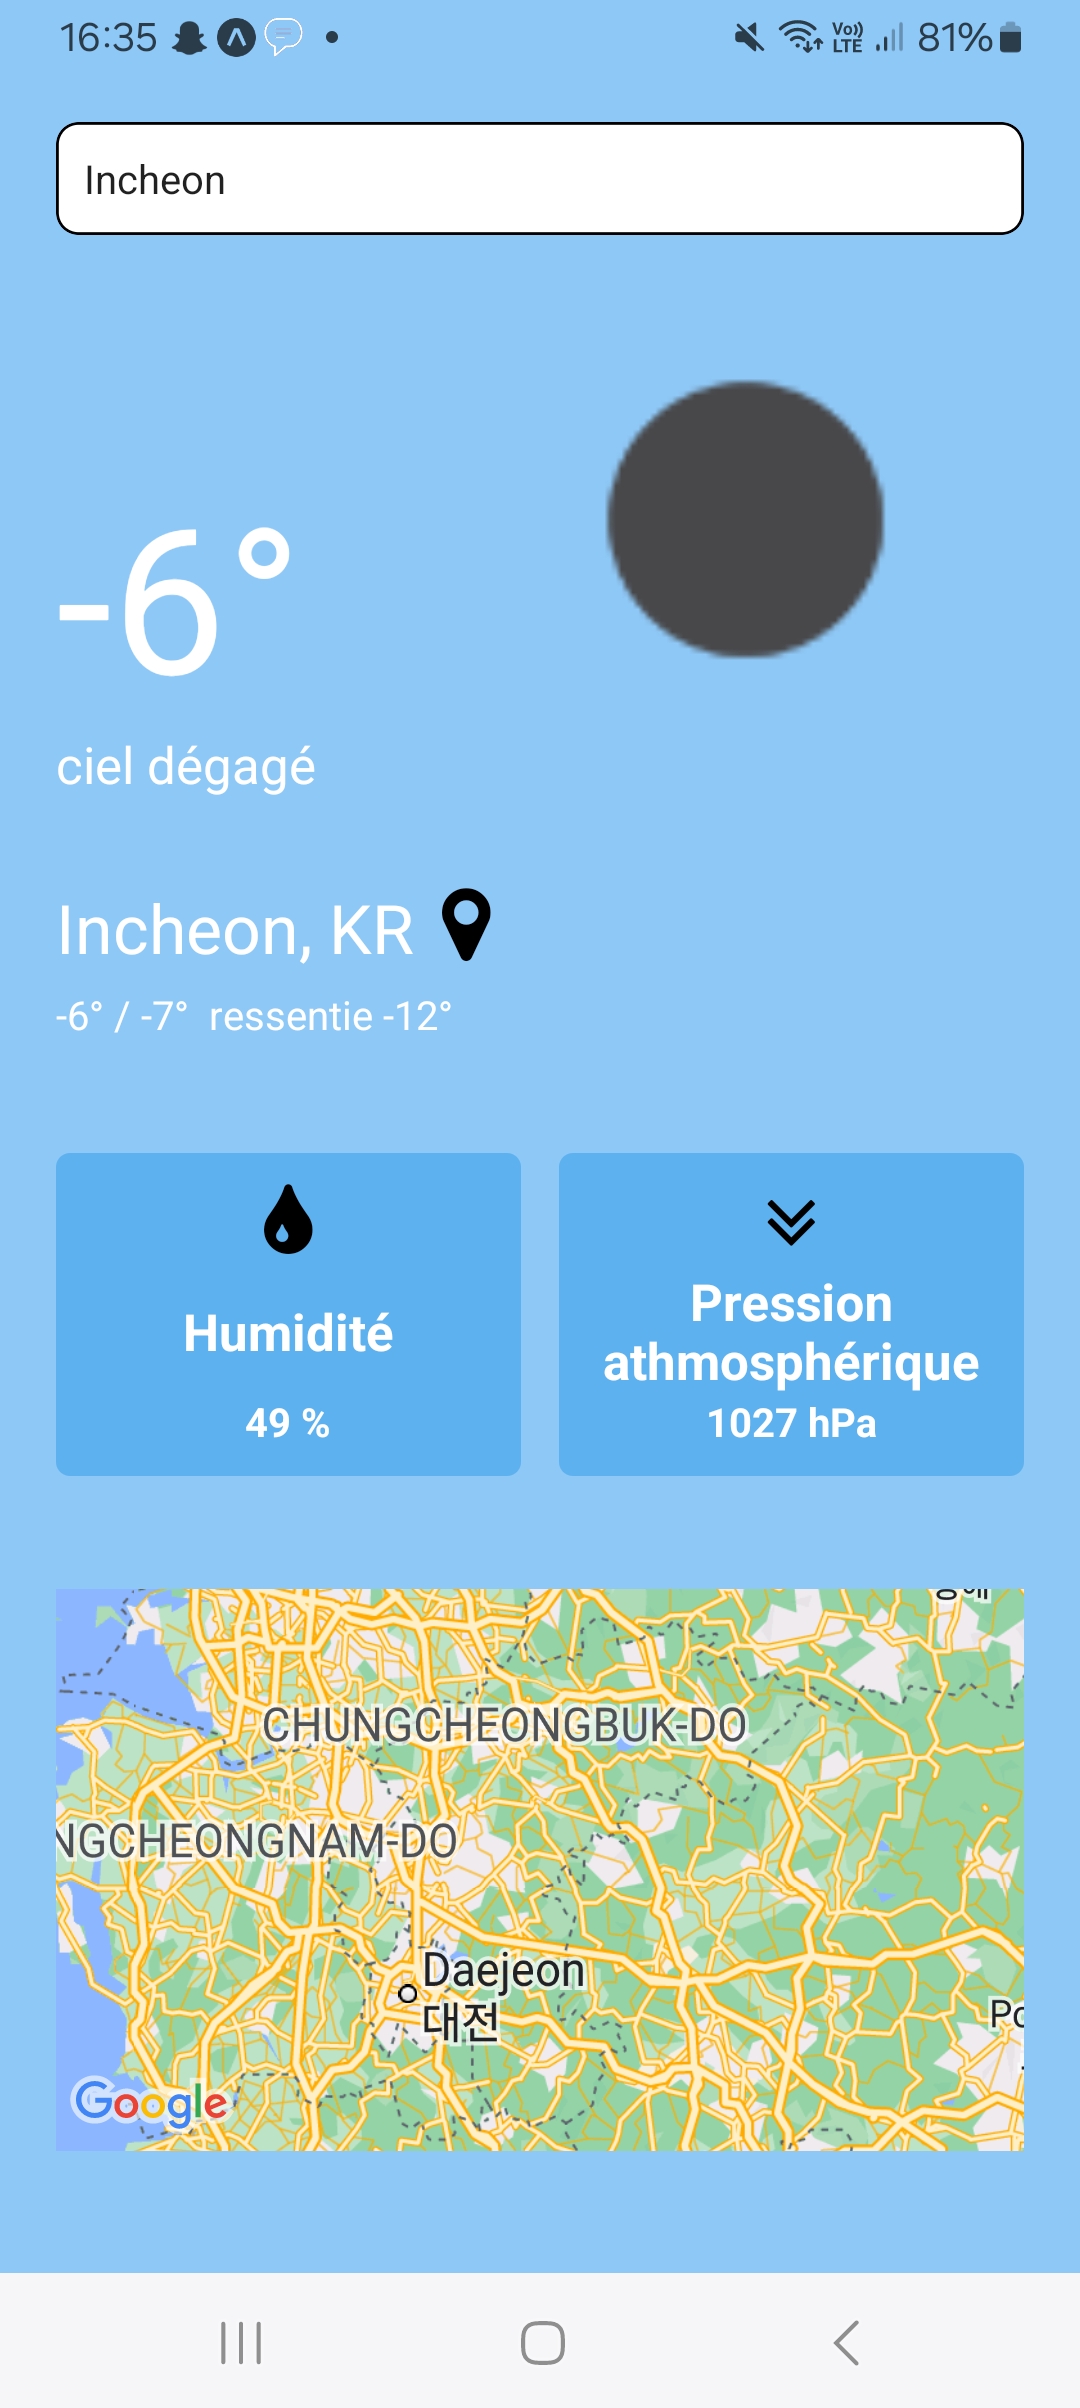 16:35
Vo)) LTE 81%
Incheon
-6°
ciel dégagé
Incheon, KR
-6° / -7° ressentie -12°
Humidité
49 %
Pression
athmosphérique
1027 hPa
CHUNGCHEONGBUK-DO
NGCHEONGNAM-DO
Daejeon
대전
Po
Google